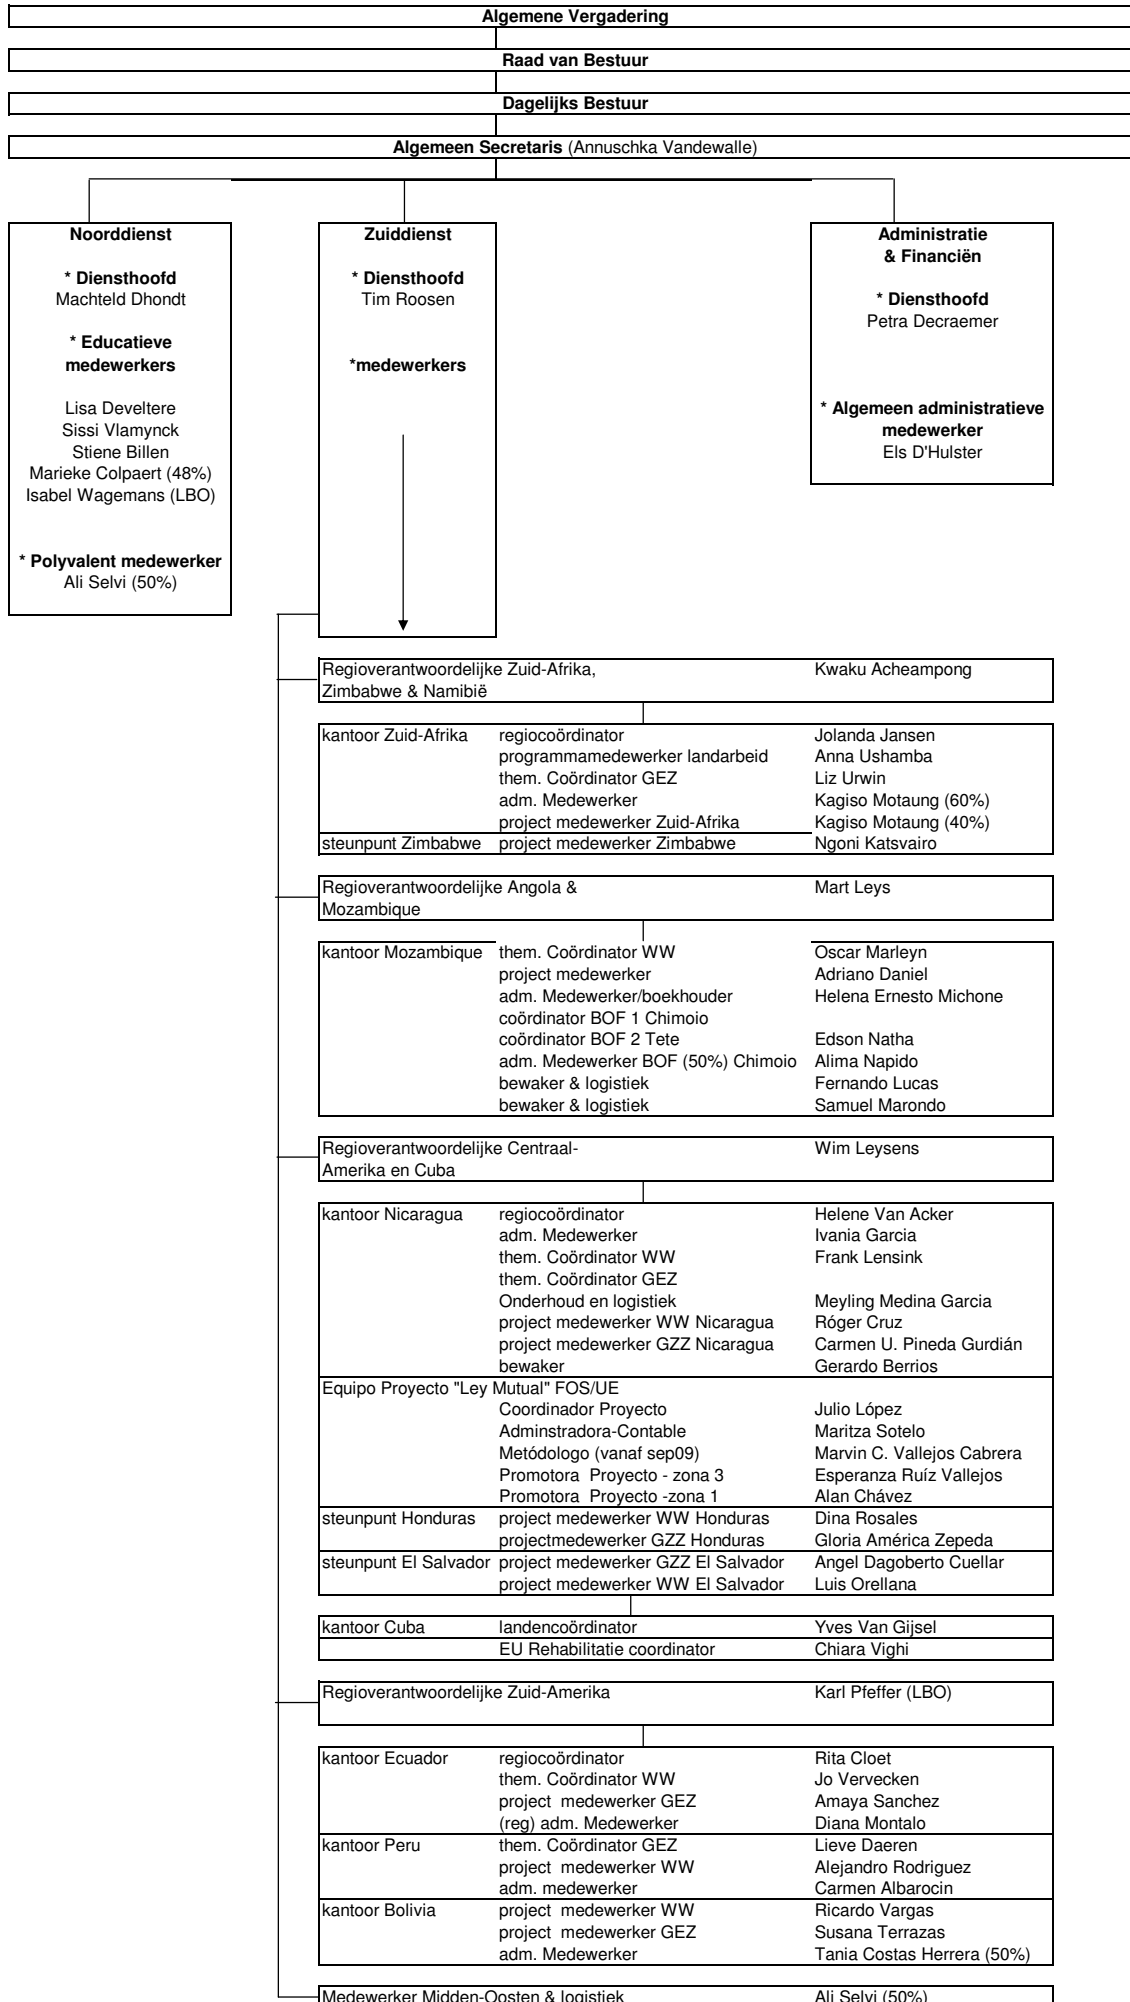 Algemene Vergadering
Raad van Bestuur
Dagelijks Bestuur
Algemeen Secretaris (Annuschka Vandewalle)
Noorddienst
* Diensthoofd
Machteld Dhondt
* Educatieve
medewerkers
Lisa Develtere
Sissi Vlamynck
Stiene Billen
Marieke Colpaert (48%)
Isabel Wagemans (LBO)
* Polyvalent medewerker
Ali Selvi (50%)
Zuiddienst
* Diensthoofd
Tim Roosen
*medewerkers
Administratie
& Financiën
* Diensthoofd
Petra Decraemer
* Algemeen administratieve
medewerker
Els D'Hulster
Regioverantwoordelijke Zuid-Afrika, Kwaku Acheampong
Zimbabwe & Namibië
kantoor Zuid-Afrika regiocoördinator Jolanda Jansen
programmamedewerker landarbeid Anna Ushamba
them. Coördinator GEZ Liz Urwin
adm. Medewerker Kagiso Motaung (60%)
project medewerker Zuid-Afrika Kagiso Motaung (40%)
steunpunt Zimbabwe project medewerker Zimbabwe Ngoni Katsvairo
Regioverantwoordelijke Angola & Mart Leys
Mozambique
kantoor Mozambique them. Coördinator WW Oscar Marleyn
project medewerker Adriano Daniel
adm. Medewerker/boekhouder Helena Ernesto Michone
coördinator BOF 1 Chimoio
coördinator BOF 2 Tete Edson Natha
adm. Medewerker BOF (50%) Chimoio Alima Napido
bewaker & logistiek Fernando Lucas
bewaker & logistiek Samuel Marondo
Regioverantwoordelijke Centraal- Wim Leysens
Amerika en Cuba
kantoor Nicaragua regiocoördinator Helene Van Acker
adm. Medewerker Ivania Garcia
them. Coördinator WW Frank Lensink
them. Coördinator GEZ
Onderhoud en logistiek Meyling Medina Garcia
project medewerker WW Nicaragua Róger Cruz
project medewerker GZZ Nicaragua Carmen U. Pineda Gurdián
bewaker Gerardo Berrios
Equipo Proyecto "Ley Mutual" FOS/UE
Coordinador Proyecto Julio López
Adminstradora-Contable Maritza Sotelo
Metódologo (vanaf sep09) Marvin C. Vallejos Cabrera
Promotora Proyecto - zona 3 Esperanza Ruíz Vallejos
Promotora Proyecto -zona 1 Alan Chávez
steunpunt Honduras project medewerker WW Honduras Dina Rosales
projectmedewerker GZZ Honduras Gloria América Zepeda
steunpunt El Salvador project medewerker GZZ El Salvador Angel Dagoberto Cuellar
project medewerker WW El Salvador Luis Orellana
kantoor Cuba landencoördinator Yves Van Gijsel
EU Rehabilitatie coordinator Chiara Vighi
Regioverantwoordelijke Zuid-Amerika Karl Pfeffer (LBO)
kantoor Ecuador regiocoördinator Rita Cloet
them. Coördinator WW Jo Vervecken
project medewerker GEZ Amaya Sanchez
(reg) adm. Medewerker Diana Montalo
kantoor Peru them. Coördinator GEZ Lieve Daeren
project medewerker WW Alejandro Rodriguez
adm. medewerker Carmen Albarocin
kantoor Bolivia project medewerker WW Ricardo Vargas
project medewerker GEZ Susana Terrazas
adm. Medewerker Tania Costas Herrera (50%)
Medewerker Midden-Oosten & logistiek Ali Selvi (50%)